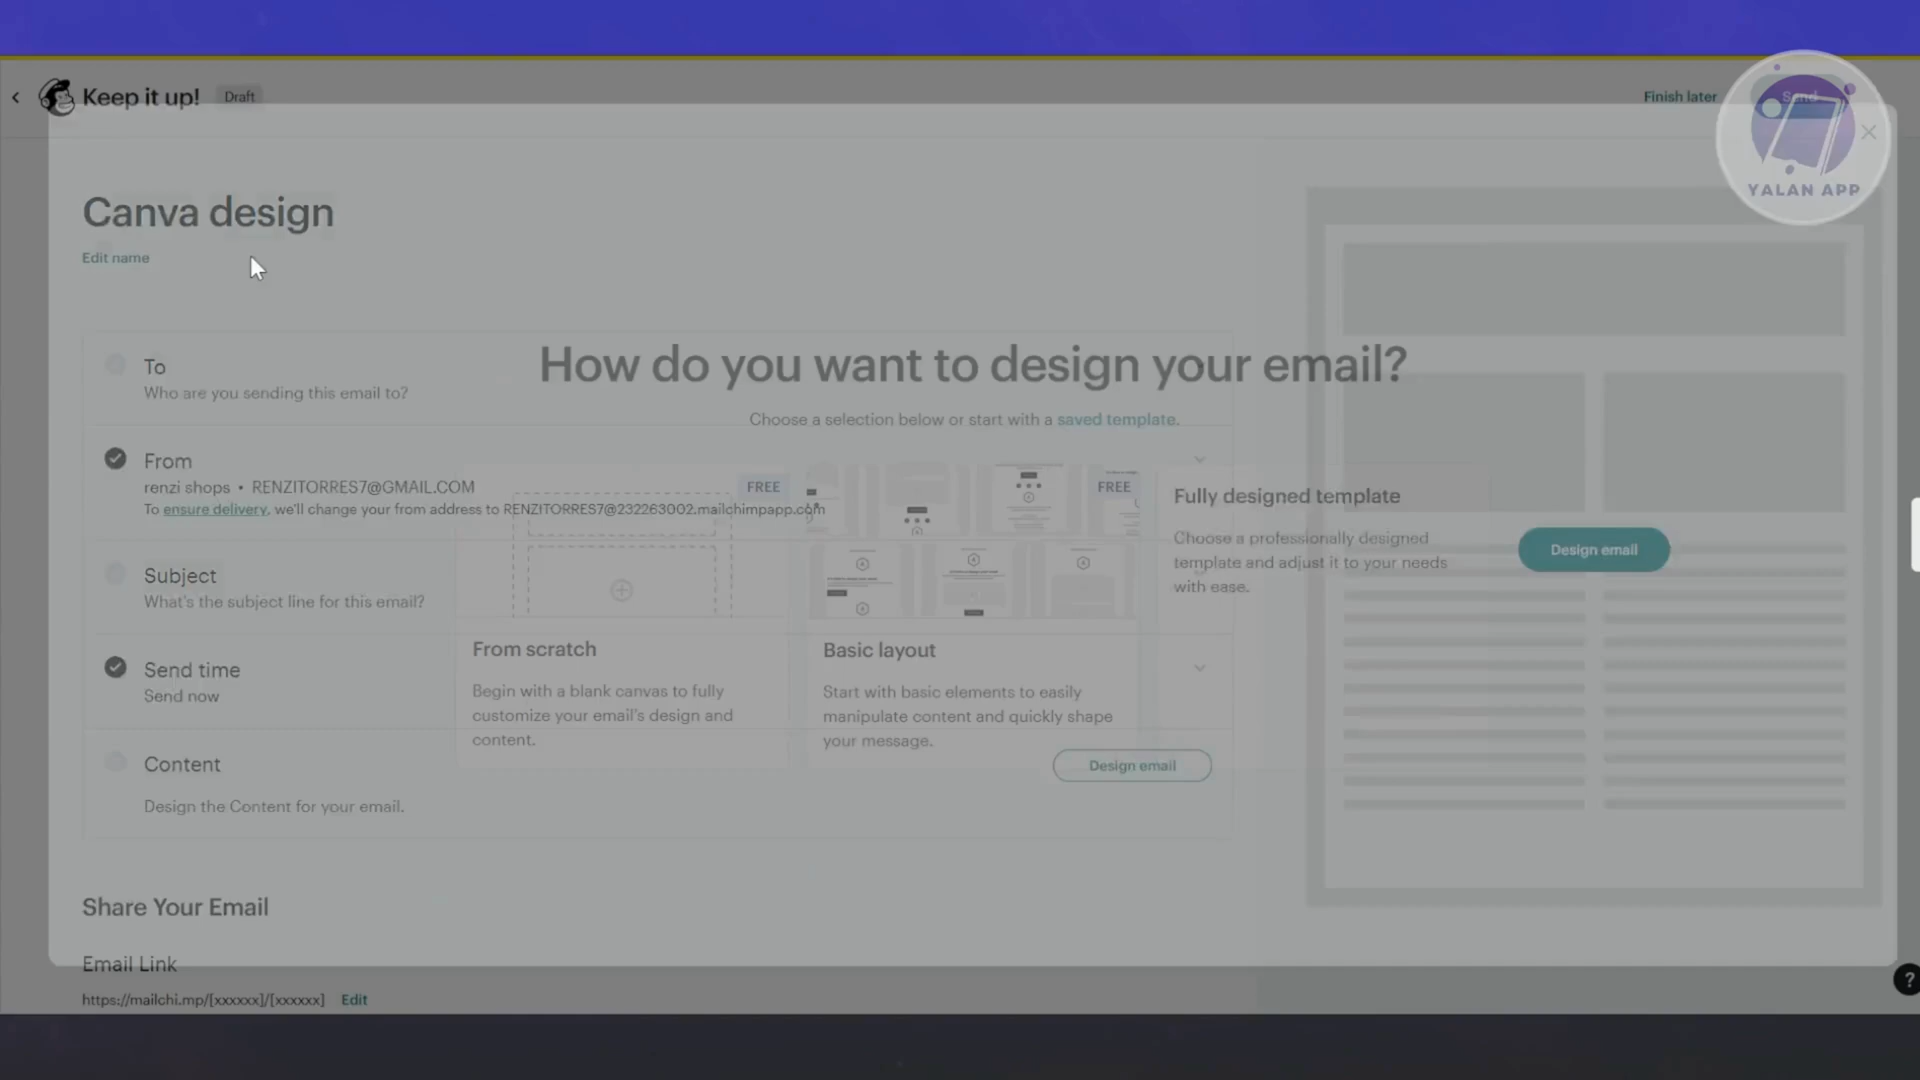 Keep it up!
Draft
Finish later
Send
YALAN APP
Canva design
Edit name
How do you want to design your email?
Choose a selection below or start with a saved template.
To
Who are you sending this email to?
From
renzi shops • RENZITORRES7@GMAIL.COM
To ensure delivery, we'll change your from address to RENZITORRES7@232263002.mailchimpapp.com
Subject
What's the subject line for this email?
Send time
Send now
Content
Design the Content for your email.
Design email
FREE
From scratch
Begin with a blank canvas to fully
customize your email's design and
content.
FREE
Basic layout
Start with basic elements to easily
manipulate content and quickly shape
your message.
Fully designed template
Choose a professionally designed
template and adjust it to your needs
with ease.
Design email
Share Your Email
Email Link
https://mailchi.mp/[xxxxxx]/[xxxxxx] Edit
?